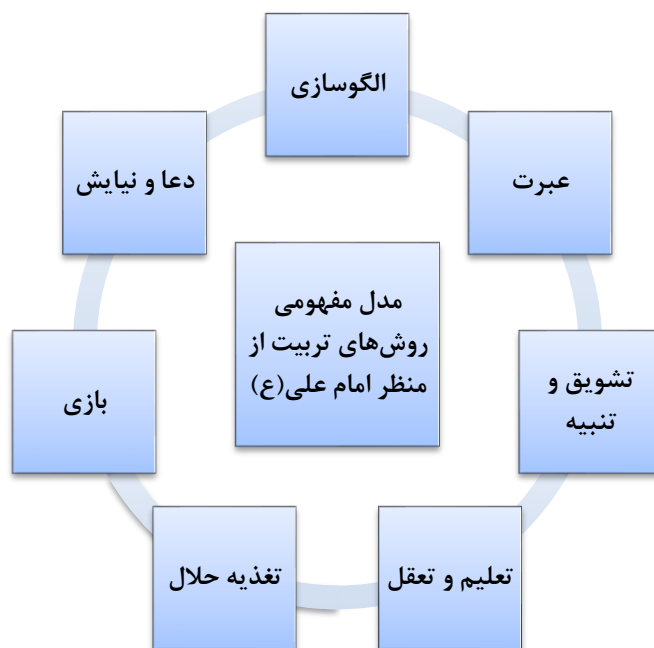 الگوسازی
عبرت
تشویق و
تنبیه
تعلیم و تعقل
تغذیه حلال
بازی
دعا و نیایش
مدل مفهومی
روش‌های تربیت از
منظر امام علی(ع)